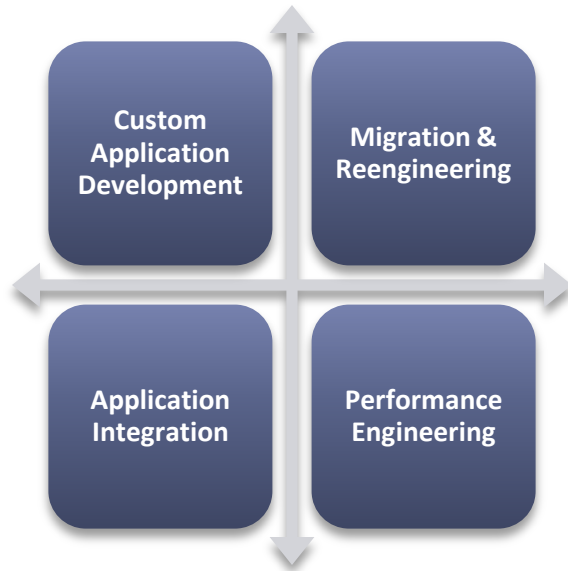 Custom
Application
Development
Migration &
Reengineering
Application
Integration
Performance
Engineering